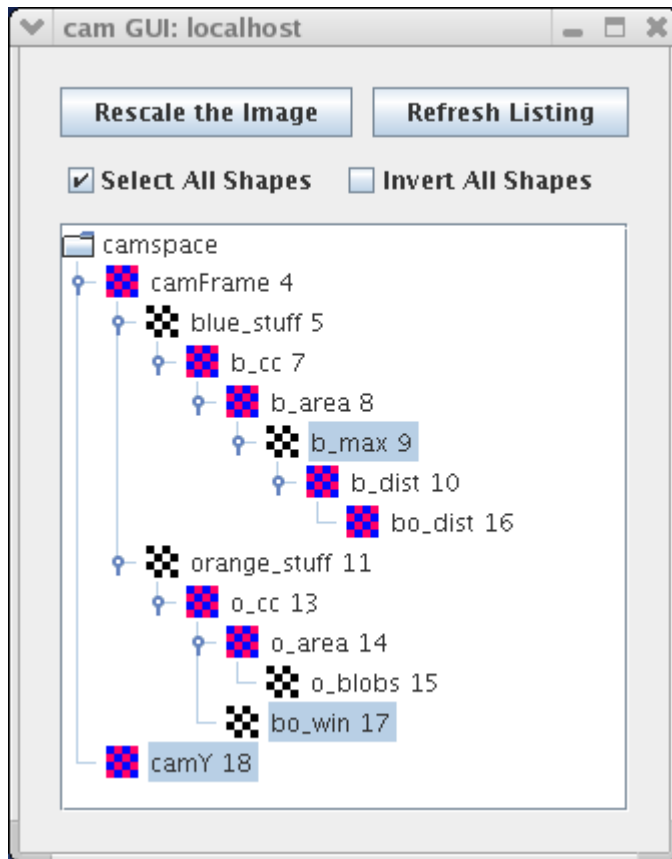 cam GUI: localhost
Rescale the Image Refresh Listing
Select All Shapes Invert All Shapes
camspace
camFrame 4
blue_stuff 5
b_cc 7
b_area 8
b_max 9
b_dist 10
bo_dist 16
orange_stuff 11
o_cc 13
o_area 14
o_blobs 15
bo_win 17
camY 18